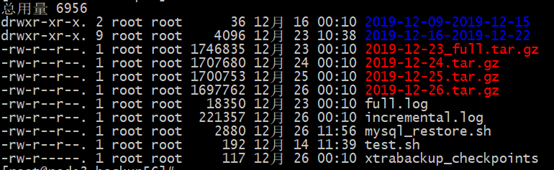 总用量 6956
drwxr-xr-x. 2 root root 36 12月 16 00:10 2019-12-09-2019-12-15
drwxr-xr-x. 9 root root 4096 12月 23 10:38 2019-12-16-2019-12-22
-rw-r--r--. 1 root root 1746835 12月 23 00:10 2019-12-23_full.tar.gz
-rw-r--r--. 1 root root 1707680 12月 24 00:10 2019-12-24.tar.gz
-rw-r--r--. 1 root root 1700753 12月 25 00:10 2019-12-25.tar.gz
-rw-r--r--. 1 root root 1697762 12月 26 00:10 2019-12-26.tar.gz
-rw-r--r--. 1 root root 18350 12月 23 00:10 full.log
-rw-r--r--. 1 root root 221357 12月 26 00:10 incremental.log
-rw-r--r--. 1 root root 2880 12月 26 11:56 mysql_restore.sh
-rw-r--r--. 1 root root 192 12月 14 11:39 test.sh
-rw-r-----. 1 root root 117 12月 26 00:10 xtrabackup_checkpoints